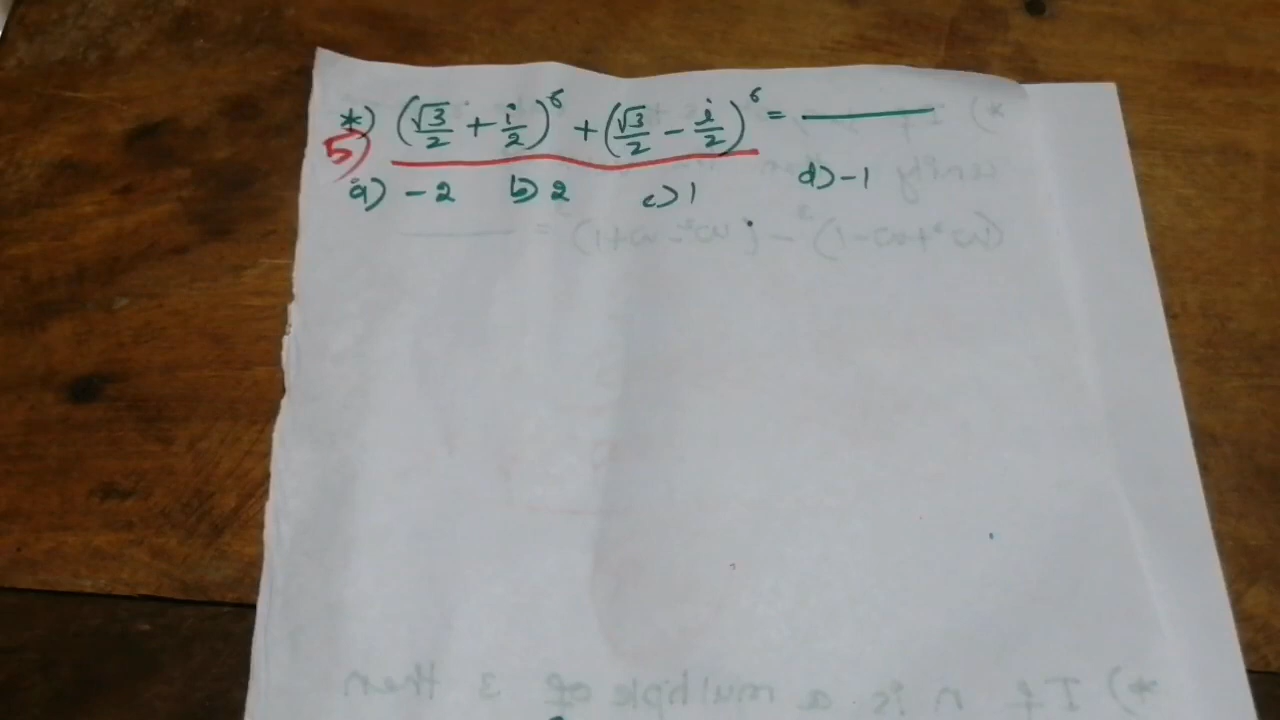 *) (√3/2 + i/2)^6 + (√3/2 - i/2)^6 = ______
5)
a) -2 b) 2 c) 1 d) -1